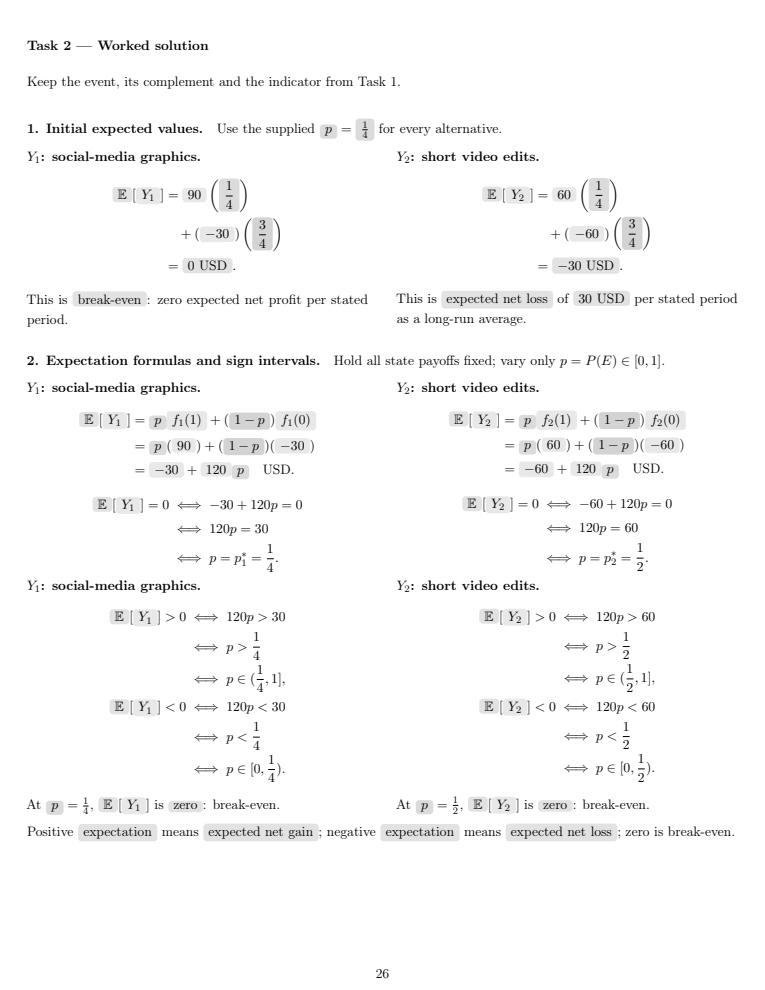 Task 2 — Worked solution
Keep the event, its complement and the indicator from Task 1.
1. Initial expected values. Use the supplied p = 1/4 for every alternative.
Y₁: social-media graphics.
𝔼 [ Y₁ ] = 90 (1/4)
+ ( −30 ) (3/4)
= 0 USD .
This is break-even : zero expected net profit per stated
period.
Y₂: short video edits.
𝔼 [ Y₂ ] = 60 (1/4)
+ ( −60 ) (3/4)
= −30 USD .
This is expected net loss of 30 USD per stated period
as a long-run average.
2. Expectation formulas and sign intervals. Hold all state payoffs fixed; vary only p = P(E) ∈ [0, 1].
Y₁: social-media graphics.
𝔼 [ Y₁ ] = p f₁(1) + ( 1 − p ) f₁(0)
= p ( 90 ) + ( 1 − p )( −30 )
= −30 + 120 p USD.
𝔼 [ Y₁ ] = 0 ⟺ −30 + 120p = 0
⟺ 120p = 30
⟺ p = p₁* = 1/4.
Y₂: short video edits.
𝔼 [ Y₂ ] = p f₂(1) + ( 1 − p ) f₂(0)
= p ( 60 ) + ( 1 − p )( −60 )
= −60 + 120 p USD.
𝔼 [ Y₂ ] = 0 ⟺ −60 + 120p = 0
⟺ 120p = 60
⟺ p = p₂* = 1/2.
Y₁: social-media graphics.
𝔼 [ Y₁ ] > 0 ⟺ 120p > 30
⟺ p > 1/4
⟺ p ∈ (1/4, 1],
𝔼 [ Y₁ ] < 0 ⟺ 120p < 30
⟺ p < 1/4
⟺ p ∈ [0, 1/4).
At p = 1/4, 𝔼 [ Y₁ ] is zero : break-even.
Y₂: short video edits.
𝔼 [ Y₂ ] > 0 ⟺ 120p > 60
⟺ p > 1/2
⟺ p ∈ (1/2, 1],
𝔼 [ Y₂ ] < 0 ⟺ 120p < 60
⟺ p < 1/2
⟺ p ∈ [0, 1/2).
At p = 1/2, 𝔼 [ Y₂ ] is zero : break-even.
Positive expectation means expected net gain ; negative expectation means expected net loss ; zero is break-even.
26